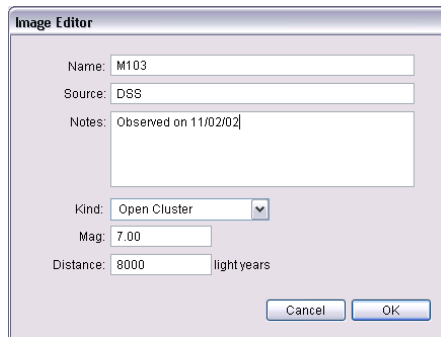 Image Editor
Name: M103
Source: DSS
Notes: Observed on 11/02/02
Kind: Open Cluster
Mag: 7.00
Distance: 8000 light years
Cancel OK